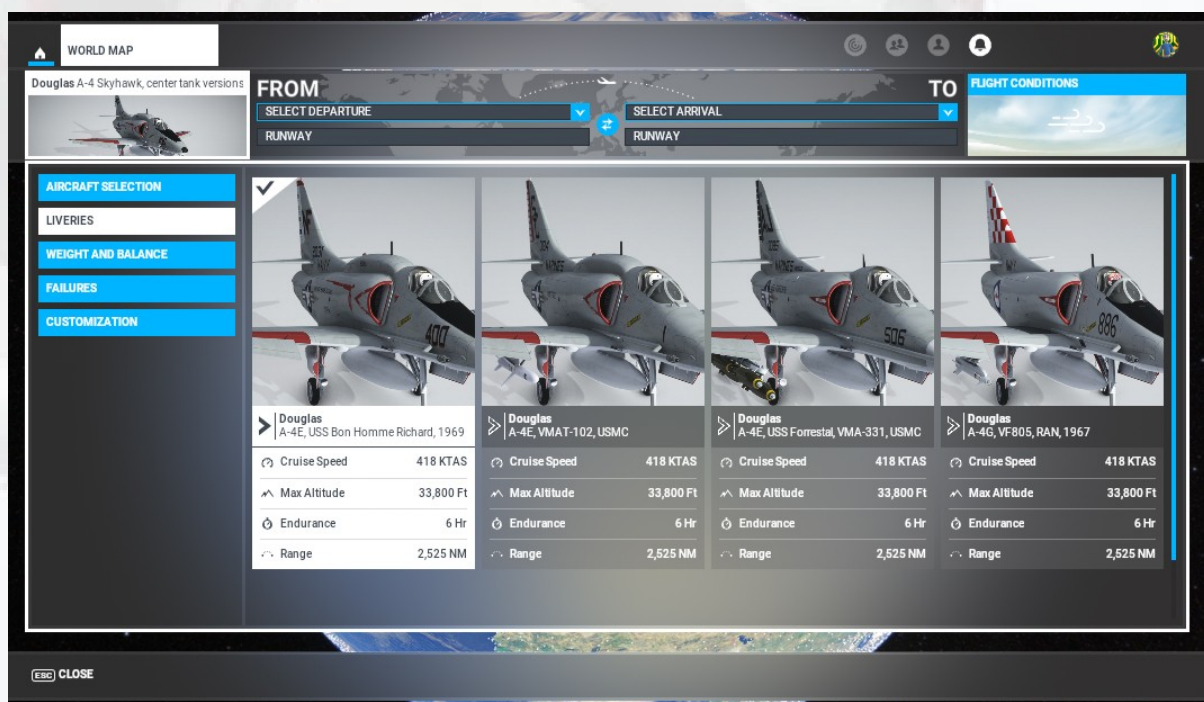 WORLD MAP
Douglas A-4 Skyhawk, center tank versions
FROM
TO
SELECT DEPARTURE
SELECT ARRIVAL
RUNWAY
RUNWAY
FLIGHT CONDITIONS
AIRCRAFT SELECTION
LIVERIES
WEIGHT AND BALANCE
FAILURES
CUSTOMIZATION
400
506
886
Douglas
A-4E, USS Bon Homme Richard, 1969
Cruise Speed 418 KTAS
Max Altitude 33,800 Ft
Endurance 6 Hr
Range 2,525 NM
Douglas
A-4E, VMAT-102, USMC
Cruise Speed 418 KTAS
Max Altitude 33,800 Ft
Endurance 6 Hr
Range 2,525 NM
Douglas
A-4E, USS Forrestal, VMA-331, USMC
Cruise Speed 418 KTAS
Max Altitude 33,800 Ft
Endurance 6 Hr
Range 2,525 NM
Douglas
A-4G, VF805, RAN, 1967
Cruise Speed 418 KTAS
Max Altitude 33,800 Ft
Endurance 6 Hr
Range 2,525 NM
ESC CLOSE